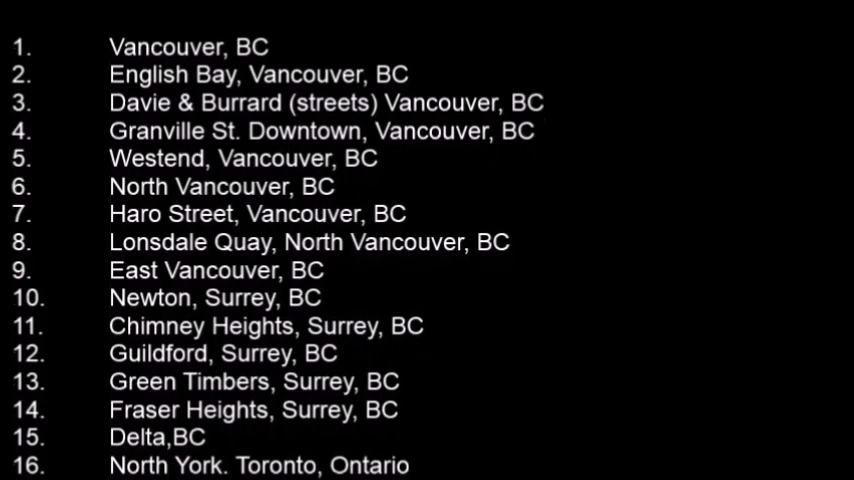 1. Vancouver, BC
2. English Bay, Vancouver, BC
3. Davie & Burrard (streets) Vancouver, BC
4. Granville St. Downtown, Vancouver, BC
5. Westend, Vancouver, BC
6. North Vancouver, BC
7. Haro Street, Vancouver, BC
8. Lonsdale Quay, North Vancouver, BC
9. East Vancouver, BC
10. Newton, Surrey, BC
11. Chimney Heights, Surrey, BC
12. Guildford, Surrey, BC
13. Green Timbers, Surrey, BC
14. Fraser Heights, Surrey, BC
15. Delta,BC
16. North York. Toronto, Ontario